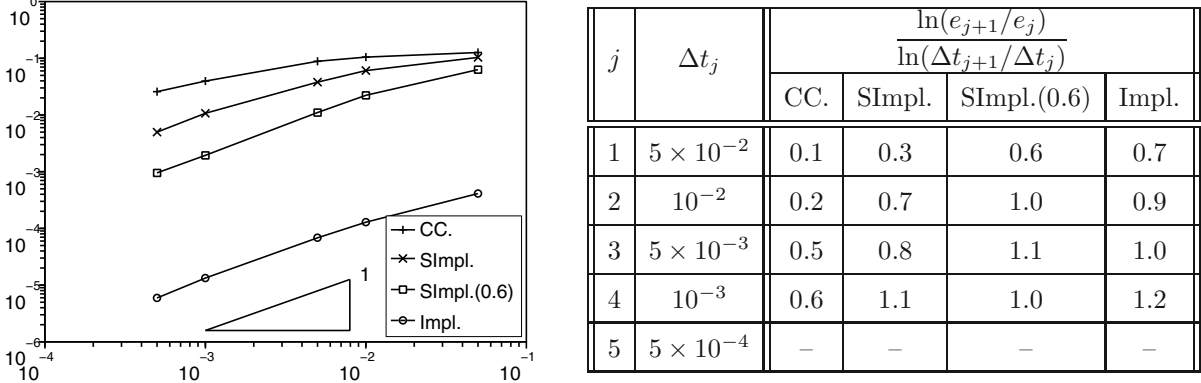 10^0
10^−1
10^−2
10^−3
10^−4
10^−5
10^−6
10^−4 10^−3 10^−2 10^−1
1
CC.
SImpl.
SImpl.(0.6)
Impl.
j Δt_j ln(e_{j+1}/e_j)
ln(Δt_{j+1}/Δt_j)
CC. SImpl. SImpl.(0.6) Impl.
1 5 × 10^−2 0.1 0.3 0.6 0.7
2 10^−2 0.2 0.7 1.0 0.9
3 5 × 10^−3 0.5 0.8 1.1 1.0
4 10^−3 0.6 1.1 1.0 1.2
5 5 × 10^−4 – – – –